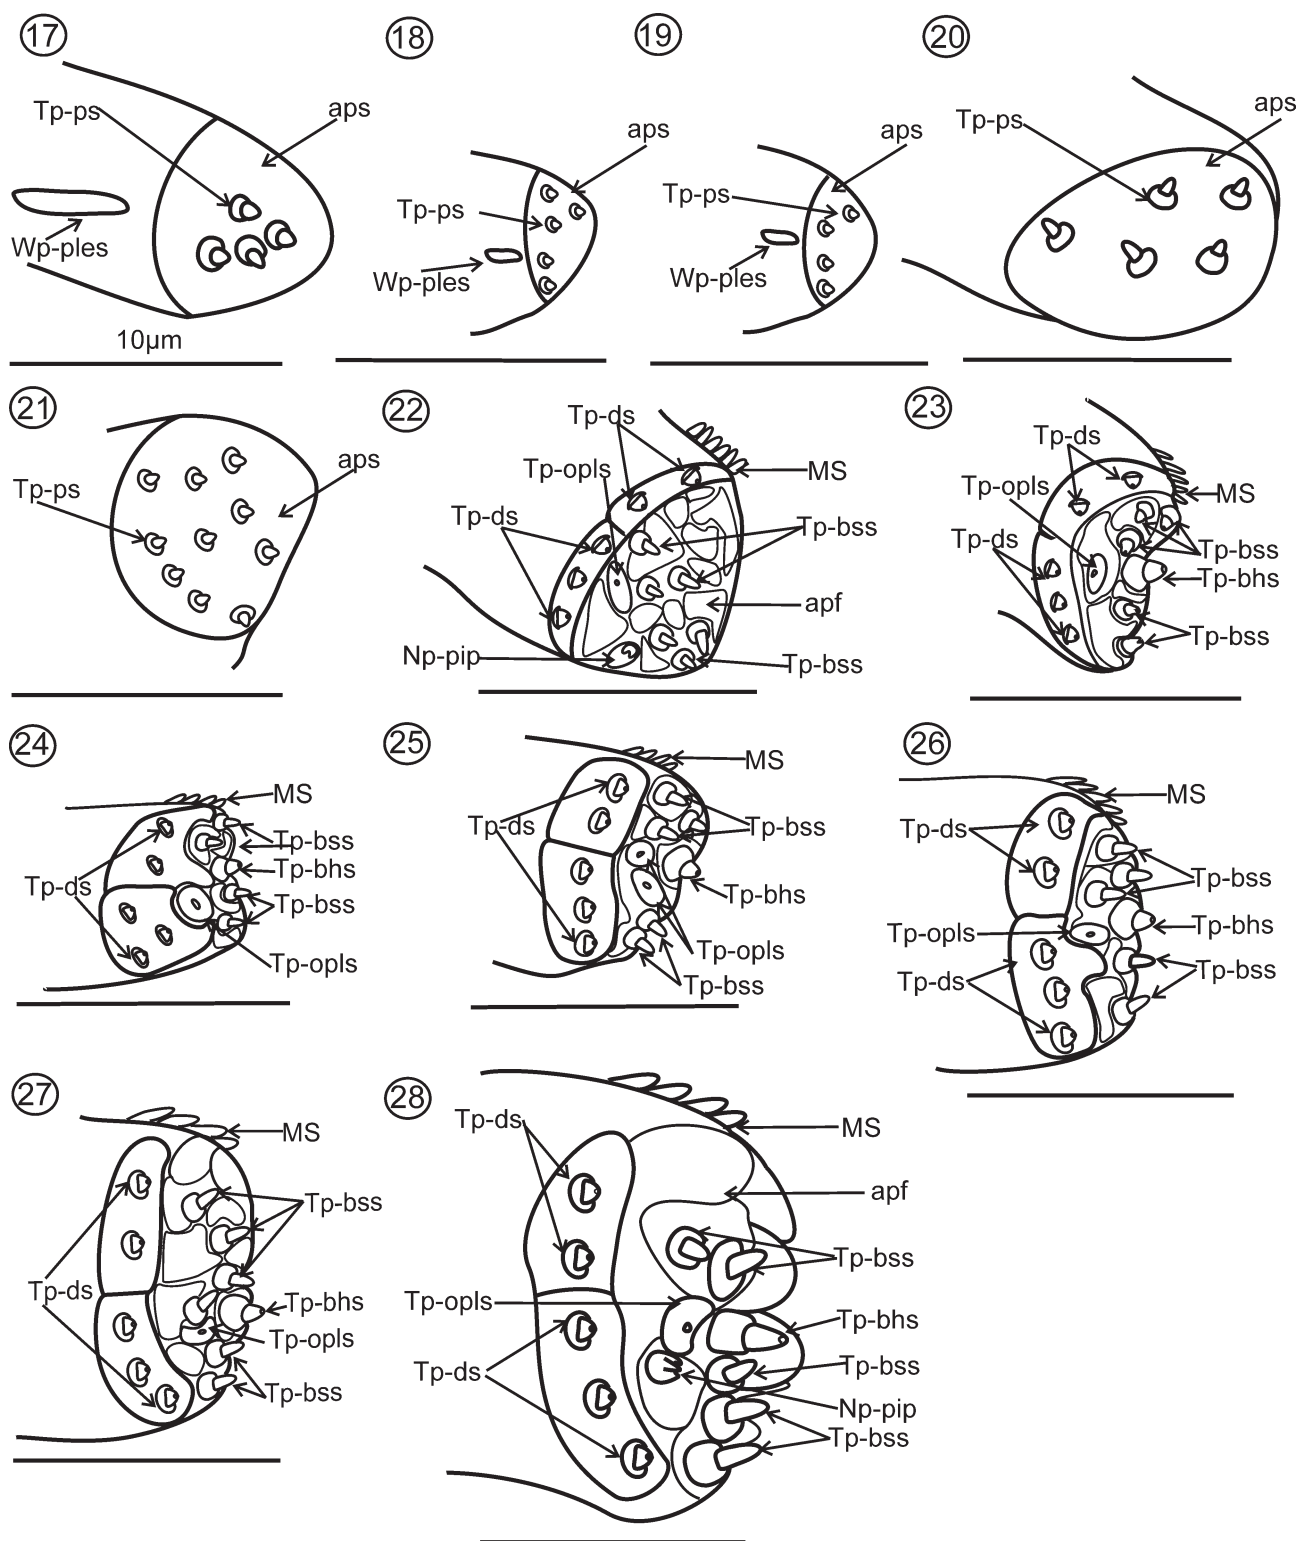 17
Tp-ps
aps
Wp-ples
10µm
18
aps
Tp-ps
Wp-ples
19
aps
Tp-ps
Wp-ples
20
aps
Tp-ps
21
aps
Tp-ps
22
Tp-ds
Tp-opls
MS
Tp-ds
Tp-bss
apf
Np-pip
Tp-bss
23
Tp-ds
Tp-opls
MS
Tp-ds
Tp-bss
Tp-bhs
Tp-bss
24
MS
Tp-bss
Tp-bhs
Tp-ds
Tp-bss
Tp-opls
25
MS
Tp-ds
Tp-bss
Tp-bhs
Tp-opls
Tp-bss
26
MS
Tp-ds
Tp-bss
Tp-opls
Tp-bhs
Tp-ds
Tp-bss
27
MS
Tp-bss
Tp-ds
Tp-bhs
Tp-opls
Tp-bss
28
Tp-ds
MS
apf
Tp-bss
Tp-opls
Tp-bhs
Tp-ds
Tp-bss
Np-pip
Tp-bss